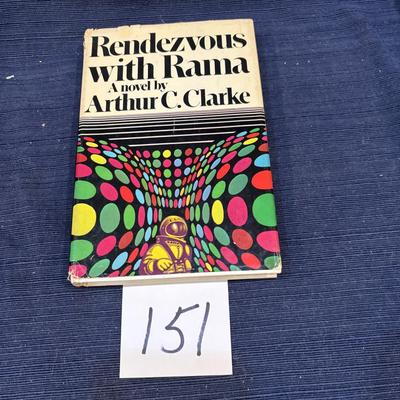 Rendezvous
with Rama
A novel by
Arthur C. Clarke
151